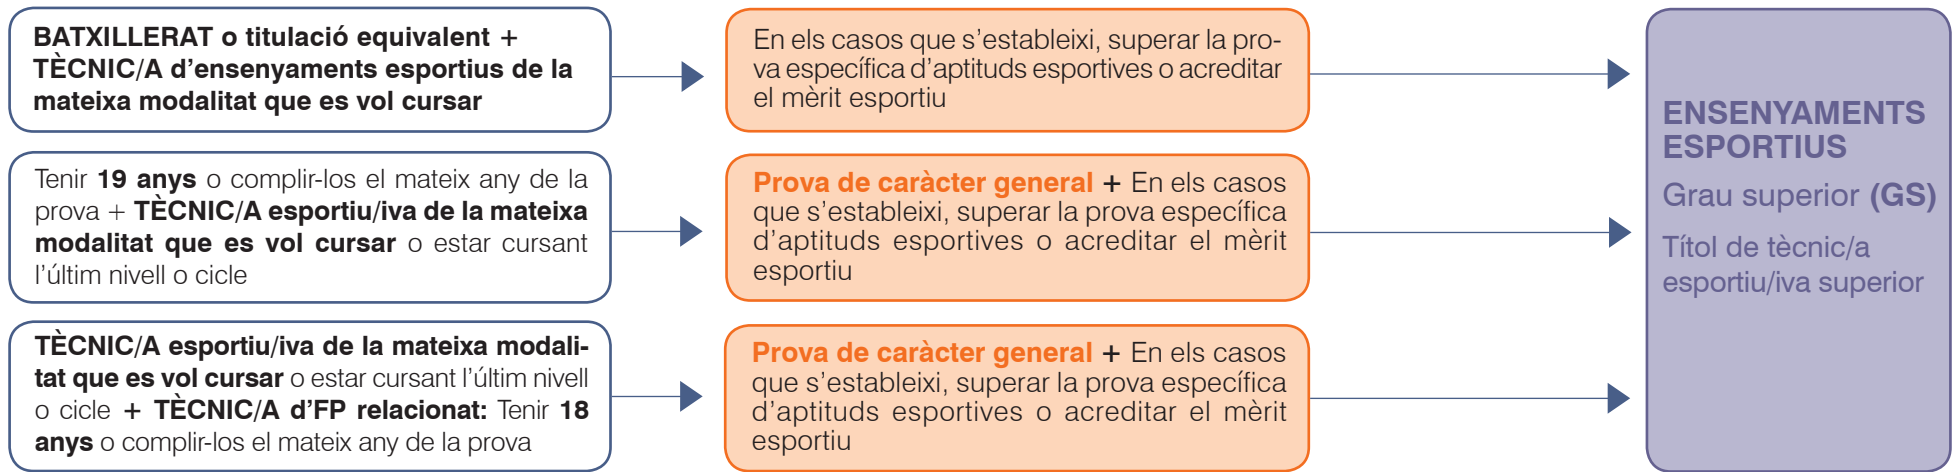 BATXILLERAT o titulació equivalent +
TÈCNIC/A d’ensenyaments esportius de la
mateixa modalitat que es vol cursar
En els casos que s’estableixi, superar la pro-
va específica d’aptituds esportives o acreditar
el mèrit esportiu
Tenir 19 anys o complir-los el mateix any de la
prova + TÈCNIC/A esportiu/iva de la mateixa
modalitat que es vol cursar o estar cursant
l’últim nivell o cicle
Prova de caràcter general + En els casos
que s’estableixi, superar la prova específica
d’aptituds esportives o acreditar el mèrit
esportiu
TÈCNIC/A esportiu/iva de la mateixa modali-
tat que es vol cursar o estar cursant l’últim nivell
o cicle + TÈCNIC/A d’FP relacionat: Tenir 18
anys o complir-los el mateix any de la prova
Prova de caràcter general + En els casos
que s’estableixi, superar la prova específica
d’aptituds esportives o acreditar el mèrit
esportiu
ENSENYAMENTS
ESPORTIUS
Grau superior (GS)
Títol de tècnic/a
esportiu/iva superior